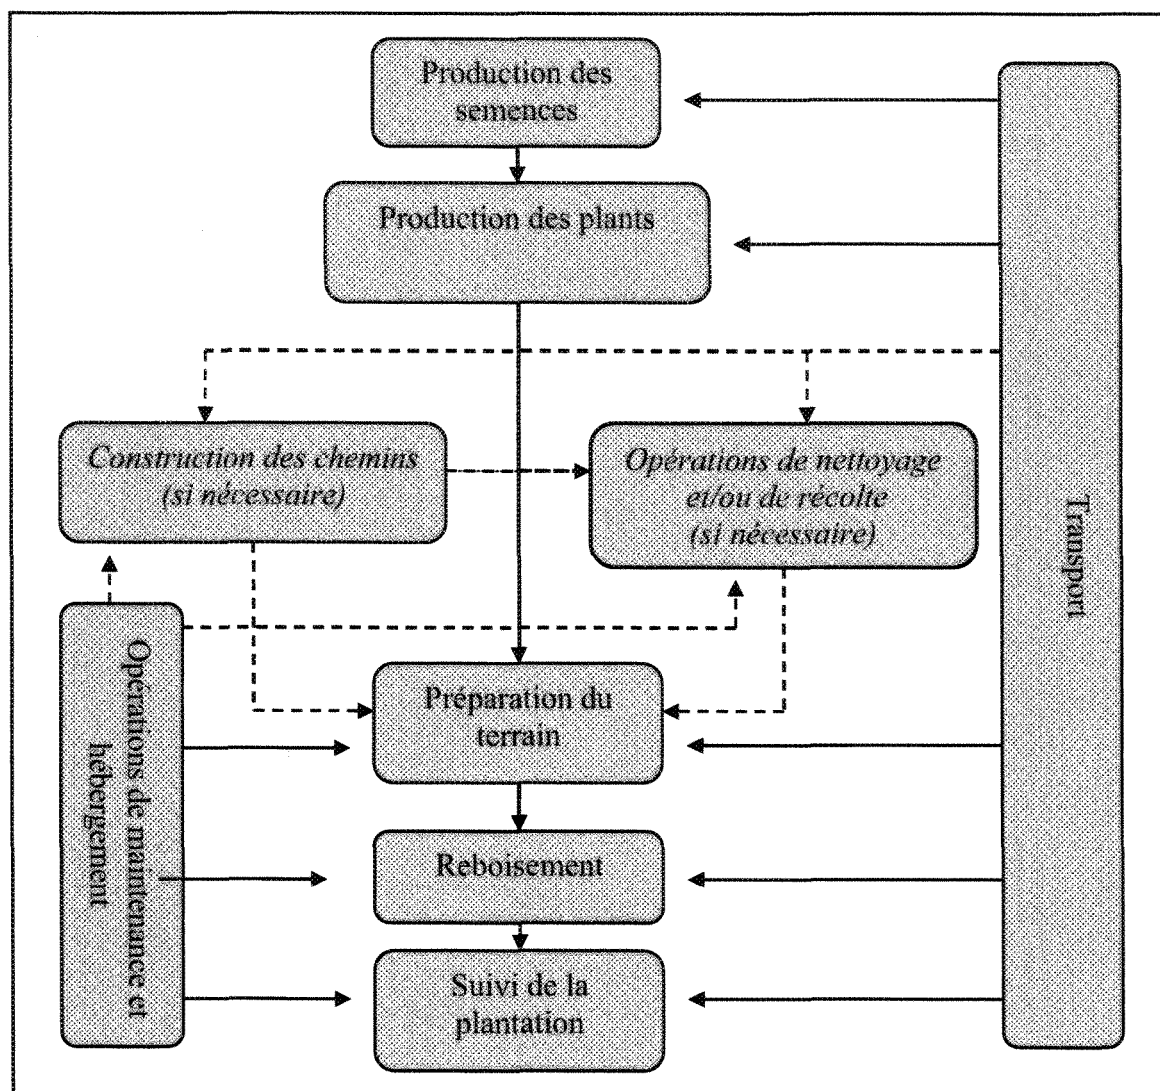 Production des
semences
Production des plants
Construction des chemins
(si nécessaire)
Opérations de nettoyage
et/ou de récolte
(si nécessaire)
Transport
Opérations de maintenance et
hébergement
Préparation du
terrain
Reboisement
Suivi de la
plantation